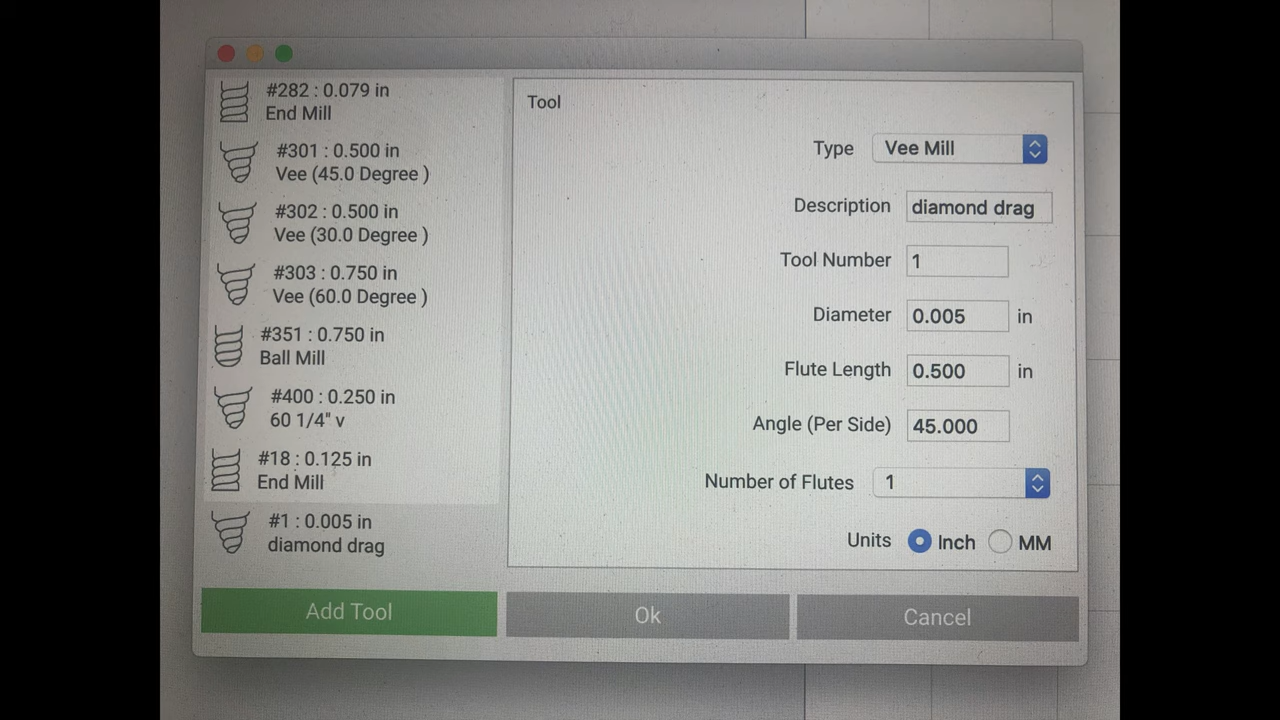 #282 : 0.079 in
End Mill
#301 : 0.500 in
Vee (45.0 Degree )
#302 : 0.500 in
Vee (30.0 Degree )
#303 : 0.750 in
Vee (60.0 Degree )
#351 : 0.750 in
Ball Mill
#400 : 0.250 in
60 1/4" v
#18 : 0.125 in
End Mill
#1 : 0.005 in
diamond drag
Add Tool
Tool
Type Vee Mill
Description diamond drag
Tool Number 1
Diameter 0.005 in
Flute Length 0.500 in
Angle (Per Side) 45.000
Number of Flutes 1
Units Inch MM
Ok Cancel